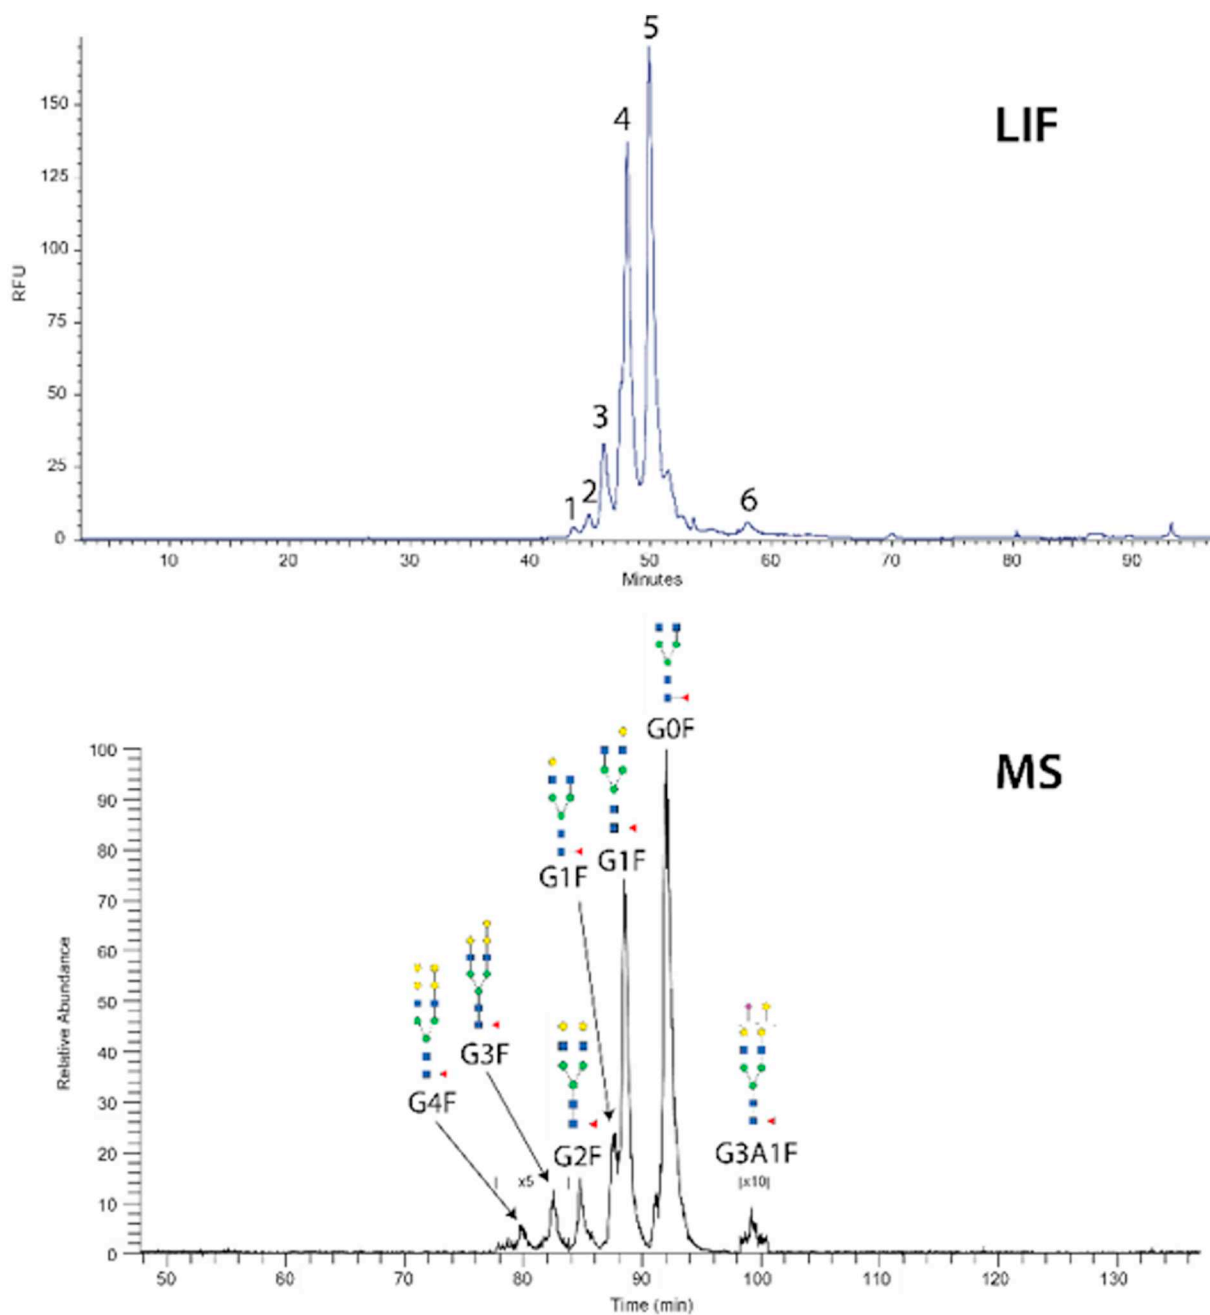 5
150
LIF
4
125
100
RFU
75
50
3
25
1
2
6
0
10 20 30 40 50 60 70 80 90
Minutes
G0F
100
MS
90
G1F
G1F
80
70
Relative Abundance
60
50
G3F
40
G4F
30
G2F
G3A1F
20
| x5 |
|x10|
10
0
50 60 70 80 90 100 110 120 130
Time (min)